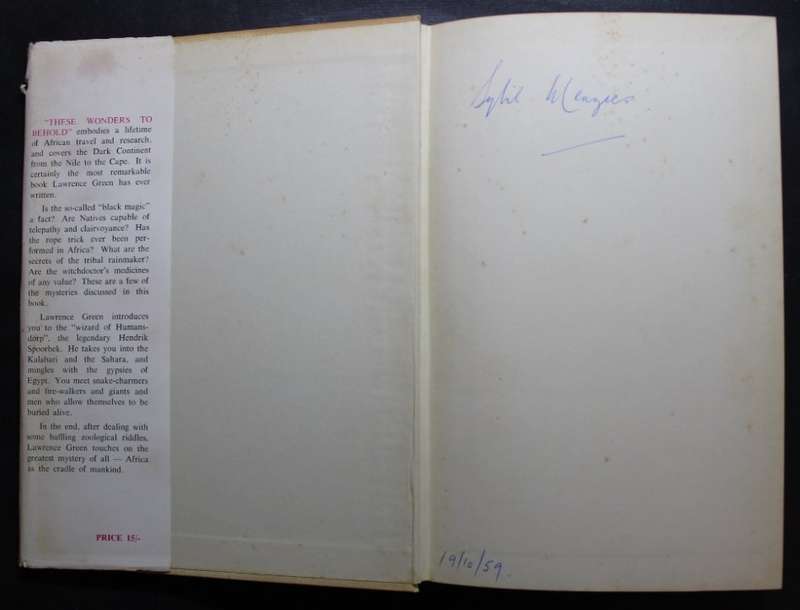 "THESE WONDERS TO
BEHOLD" embodies a lifetime
of African travel and research,
and covers the Dark Continent
from the Nile to the Cape. It is
certainly the most remarkable
book Lawrence Green has ever
written.
Is the so-called "black magic"
a fact? Are Natives capable of
telepathy and clairvoyance? Has
the rope trick ever been per-
formed in Africa? What are the
secrets of the tribal rainmaker?
Are the witchdoctor's medicines
of any value? These are a few of
the mysteries discussed in this
book.
Lawrence Green introduces
you to the "wizard of Humans-
dorp", the legendary Hendrik
Spoorbek. He takes you into the
Kalahari and the Sahara, and
mingles with the gypsies of
Egypt. You meet snake-charmers
and fire-walkers and giants and
men who allow themselves to be
buried alive.
In the end, after dealing with
some baffling zoological riddles,
Lawrence Green touches on the
greatest mystery of all — Africa
as the cradle of mankind.
PRICE 15/-
Sybil Menzies
19/10/59.